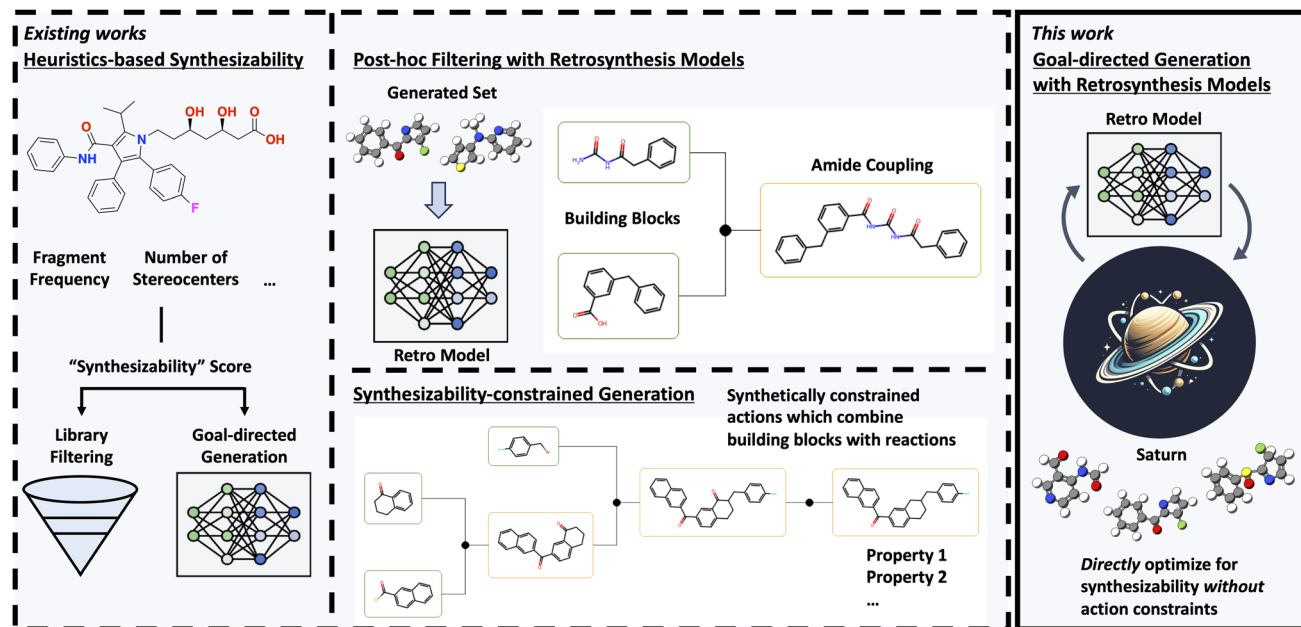 Existing works
Heuristics-based Synthesizability
OH
OH
O
OH
O
N
NH
F
Fragment
Frequency
Number of
Stereocenters
...
“Synthesizability” Score
Library
Filtering
Goal-directed
Generation
Post-hoc Filtering with Retrosynthesis Models
Generated Set
Retro Model
Building Blocks
Amide Coupling
Synthesizability-constrained Generation
Synthetically constrained
actions which combine
building blocks with reactions
Property 1
Property 2
...
This work
Goal-directed Generation
with Retrosynthesis Models
Retro Model
Saturn
Directly optimize for
synthesizability without
action constraints